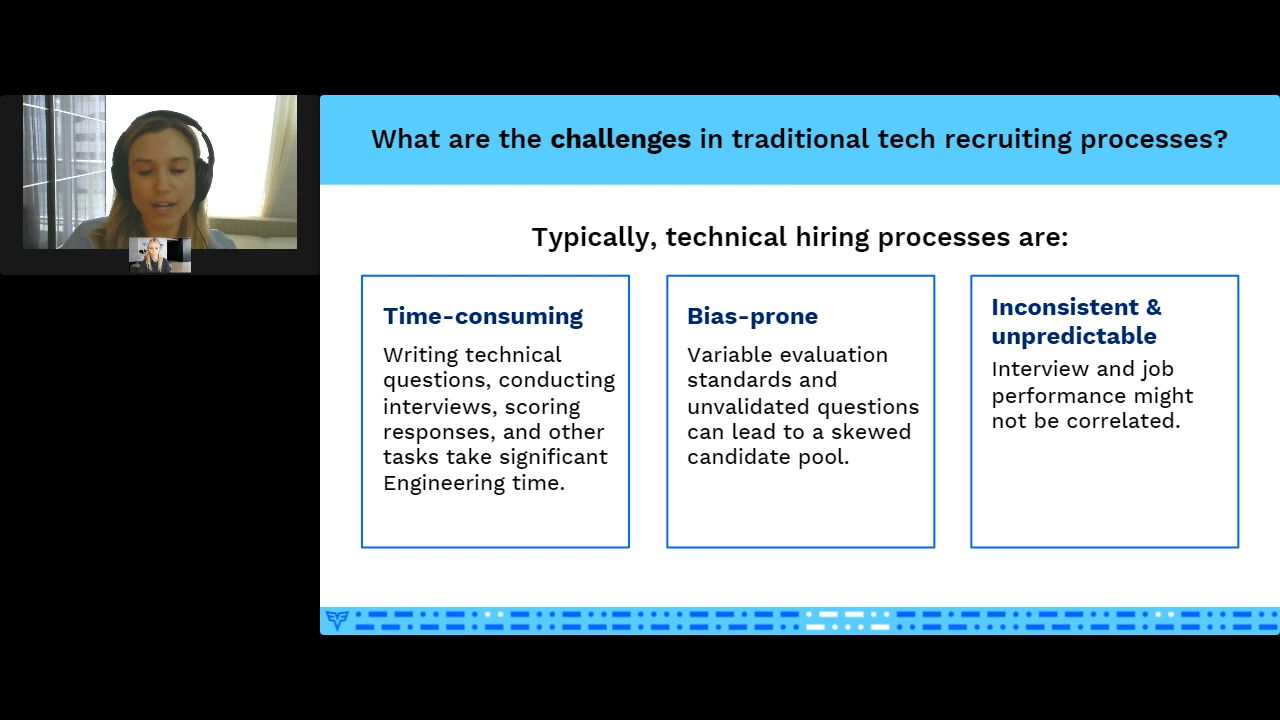 What are the challenges in traditional tech recruiting processes?
Typically, technical hiring processes are:
Time-consuming
Writing technical
questions, conducting
interviews, scoring
responses, and other
tasks take significant
Engineering time.
Bias-prone
Variable evaluation
standards and
unvalidated questions
can lead to a skewed
candidate pool.
Inconsistent &
unpredictable
Interview and job
performance might
not be correlated.